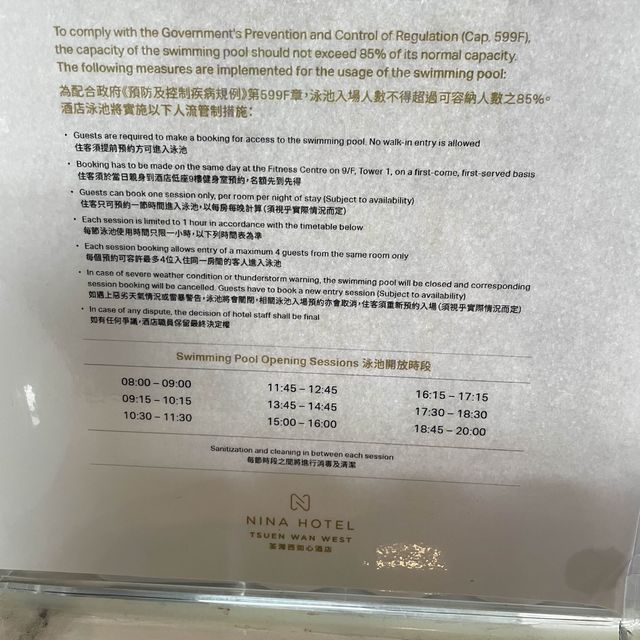 To comply with the Government's Prevention and Control of Regulation (Cap. 599F),
the capacity of the swimming pool should not exceed 85% of its normal capacity.
The following measures are implemented for the usage of the swimming pool:
為配合政府《預防及控制疾病規例》第599F章，泳池入場人數不得超過可容納人數之85%。
酒店泳池將實施以下人流管制措施：
• Guests are required to make a booking for access to the swimming pool. No walk-in entry is allowed
住客須提前預約方可進入泳池
• Booking has to be made on the same day at the Fitness Centre on 9/F, Tower 1, on a first-come, first-served basis
住客須於當日親身到酒店低座9樓健身室預約，名額先到先得
• Guests can book one session only, per room per night of stay (Subject to availability)
住客只可預約一節時間進入泳池，以每房每晚計算（須視乎實際情況而定）
• Each session is limited to 1 hour in accordance with the timetable below
每節泳池使用時間只限一小時，以下列時間表為準
• Each session booking allows entry of a maximum 4 guests from the same room only
每個預約可容許最多4位入住同一房間的客人進入泳池
• In case of severe weather condition or thunderstorm warning, the swimming pool will be closed and corresponding
session booking will be cancelled. Guests have to book a new entry session (Subject to availability)
如遇上惡劣天氣情況或雷暴警告，泳池將會關閉，相關泳池入場預約亦會取消，住客須重新預約入場（須視乎實際情況而定）
• In case of any dispute, the decision of hotel staff shall be final
如有任何爭議，酒店職員保留最終決定權
Swimming Pool Opening Sessions 泳池開放時段
08:00 – 09:00 11:45 – 12:45 16:15 – 17:15
09:15 – 10:15 13:45 – 14:45 17:30 – 18:30
10:30 – 11:30 15:00 – 16:00 18:45 – 20:00
Sanitization and cleaning in between each session
每節時段之間將進行消毒及清潔
NINA HOTEL
TSUEN WAN WEST
荃灣西如心酒店